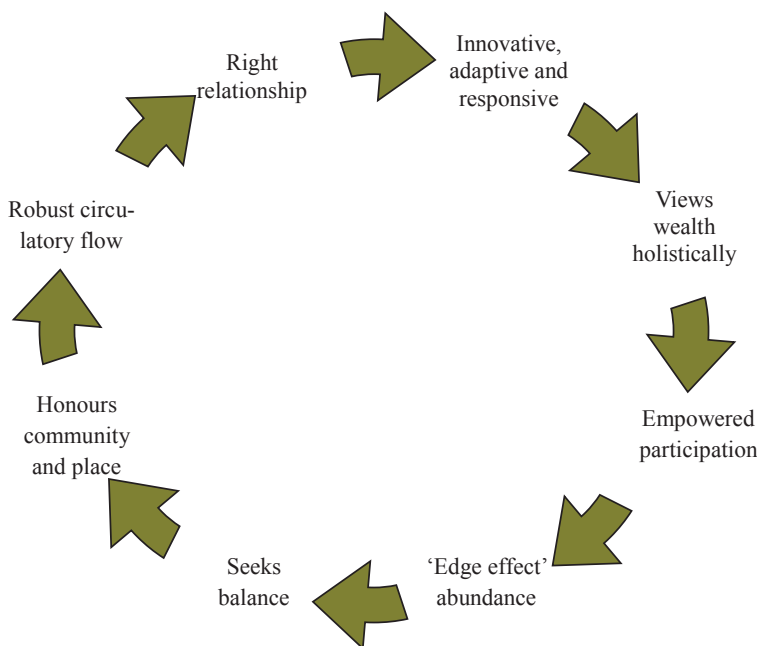 Right
relationship
Innovative,
adaptive and
responsive
Views
wealth
holistically
Empowered
participation
‘Edge effect’
abundance
Seeks
balance
Honours
community
and place
Robust circu-
latory flow